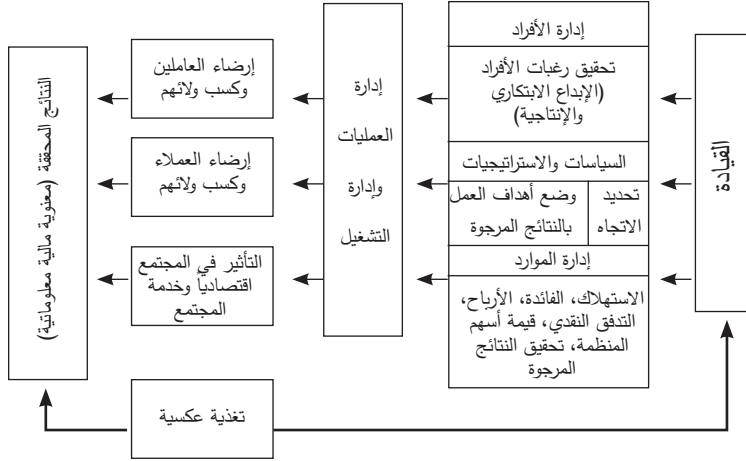 القيادة
إدارة الأفراد
تحقيق رغبات الأفراد
(الإبداع الابتكاري
والإنتاجية)
السياسات والاستراتيجيات
تحديد
الاتجاه
وضع أهداف العمل
بالنتائج المرجوة
إدارة الموارد
الاستهلاك، الفائدة، الأرباح،
التدفق النقدي، قيمة أسهم
المنظمة، تحقيق النتائج
المرجوة
إدارة
العمليات
وإدارة
التشغيل
إرضاء العاملين
وكسب ولائهم
إرضاء العملاء
وكسب ولائهم
التأثير في المجتمع
اقتصادياً وخدمة
المجتمع
النتائج المحققة (معنوية مالية معلوماتية)
تغذية عكسية